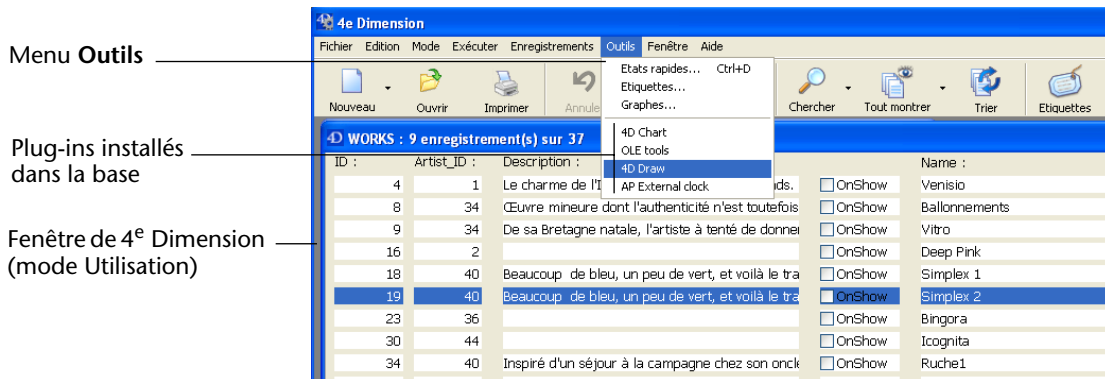 4e Dimension
Fichier Edition Mode Exécuter Enregistrements Outils Fenêtre Aide
Menu Outils
Etats rapides... Ctrl+D
Etiquettes...
Graphes...
Nouveau Ouvrir Imprimer Annule Chercher Tout montrer Trier Etiquettes
4D Chart
OLE tools
4D Draw
AP External clock
Plug-ins installés
dans la base
Fenêtre de 4e Dimension
(mode Utilisation)
4D WORKS : 9 enregistrement(s) sur 37
ID : Artist_ID : Description : Name :
4 1 Le charme de l'I ds. OnShow Venisio
8 34 Œuvre mineure dont l'authenticité n'est toutefois OnShow Ballonnements
9 34 De sa Bretagne natale, l'artiste à tenté de donner OnShow Vitro
16 2 OnShow Deep Pink
18 40 Beaucoup de bleu, un peu de vert, et voilà le tra OnShow Simplex 1
19 40 Beaucoup de bleu, un peu de vert, et voilà le tra OnShow Simplex 2
23 36 OnShow Bingora
30 44 OnShow Icognita
34 40 Inspiré d'un séjour à la campagne chez son oncle OnShow Ruche1